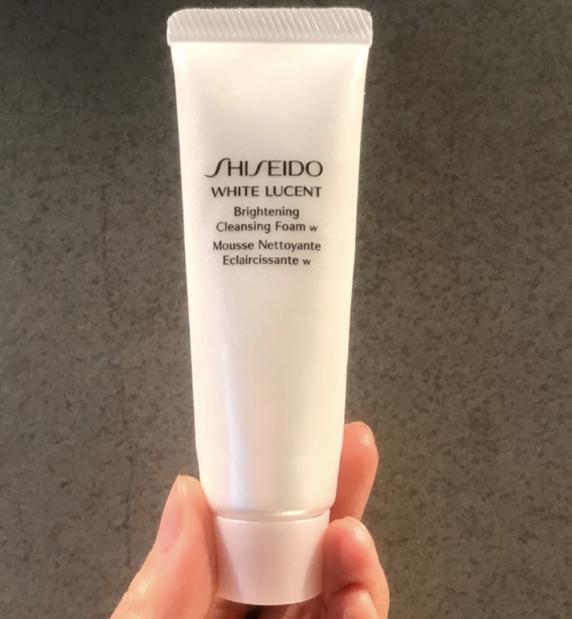 SHISEIDO
WHITE LUCENT
Brightening
Cleansing Foam w
Mousse Nettoyante
Eclaircissante w